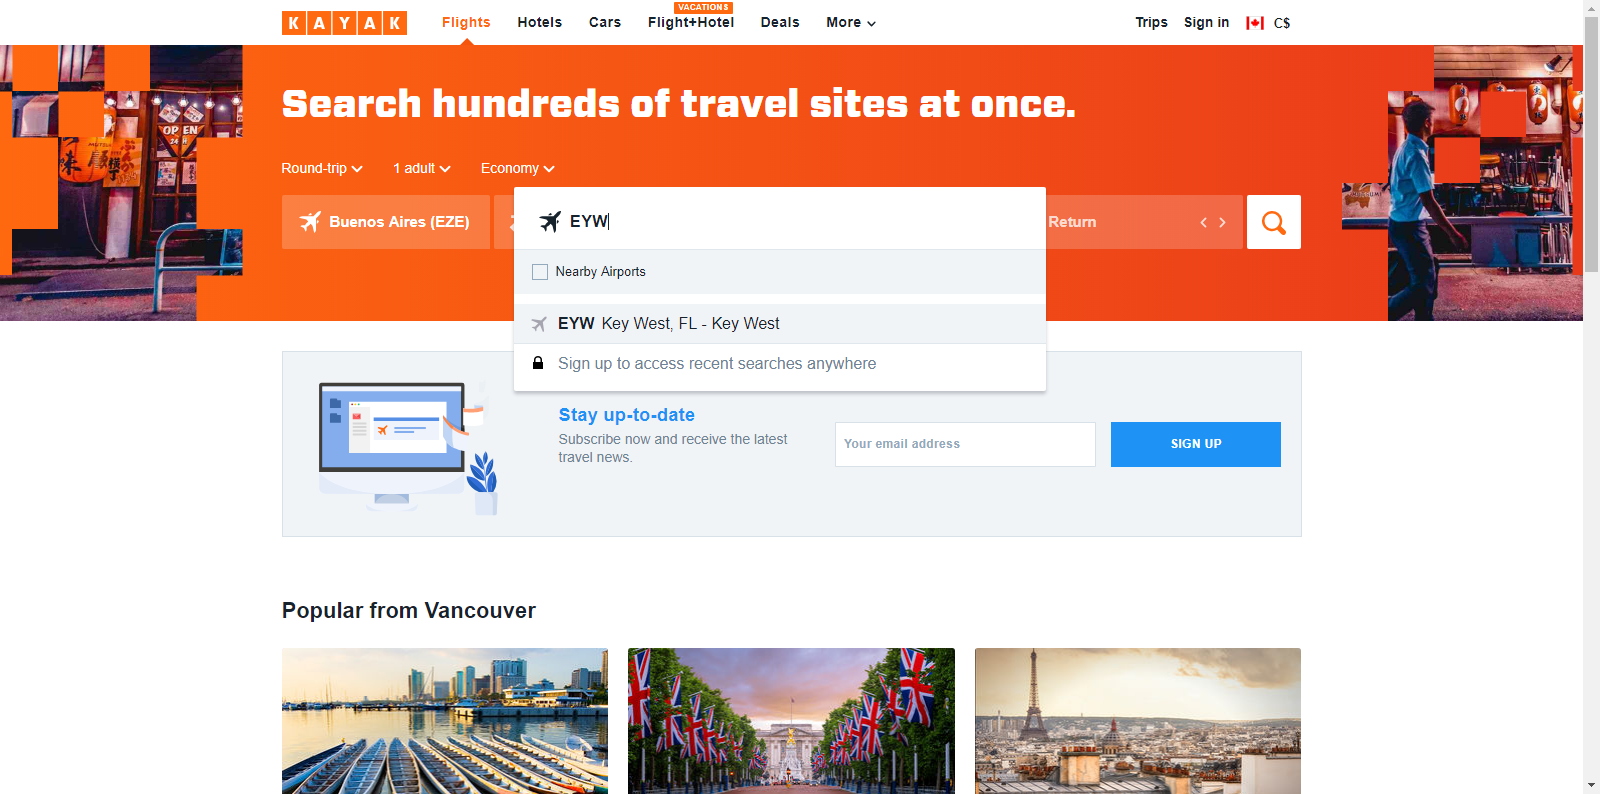 KAYAK
Flights
Hotels
Cars
VACATIONS
Flight+Hotel
Deals
More
Trips
Sign in
C$
Search hundreds of travel sites at once.
Round-trip
1 adult
Economy
Buenos Aires (EZE)
EYW
Return
Nearby Airports
EYW Key West, FL - Key West
Sign up to access recent searches anywhere
Stay up-to-date
Subscribe now and receive the latest
travel news.
Your email address
SIGN UP
Popular from Vancouver
OPEN